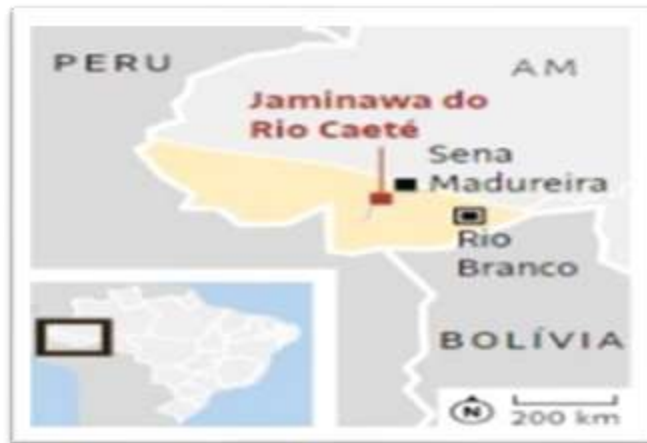 PERU
AM
Jaminawa do
Rio Caeté
Sena
Madureira
Rio
Branco
BOLÍVIA
N
200 km